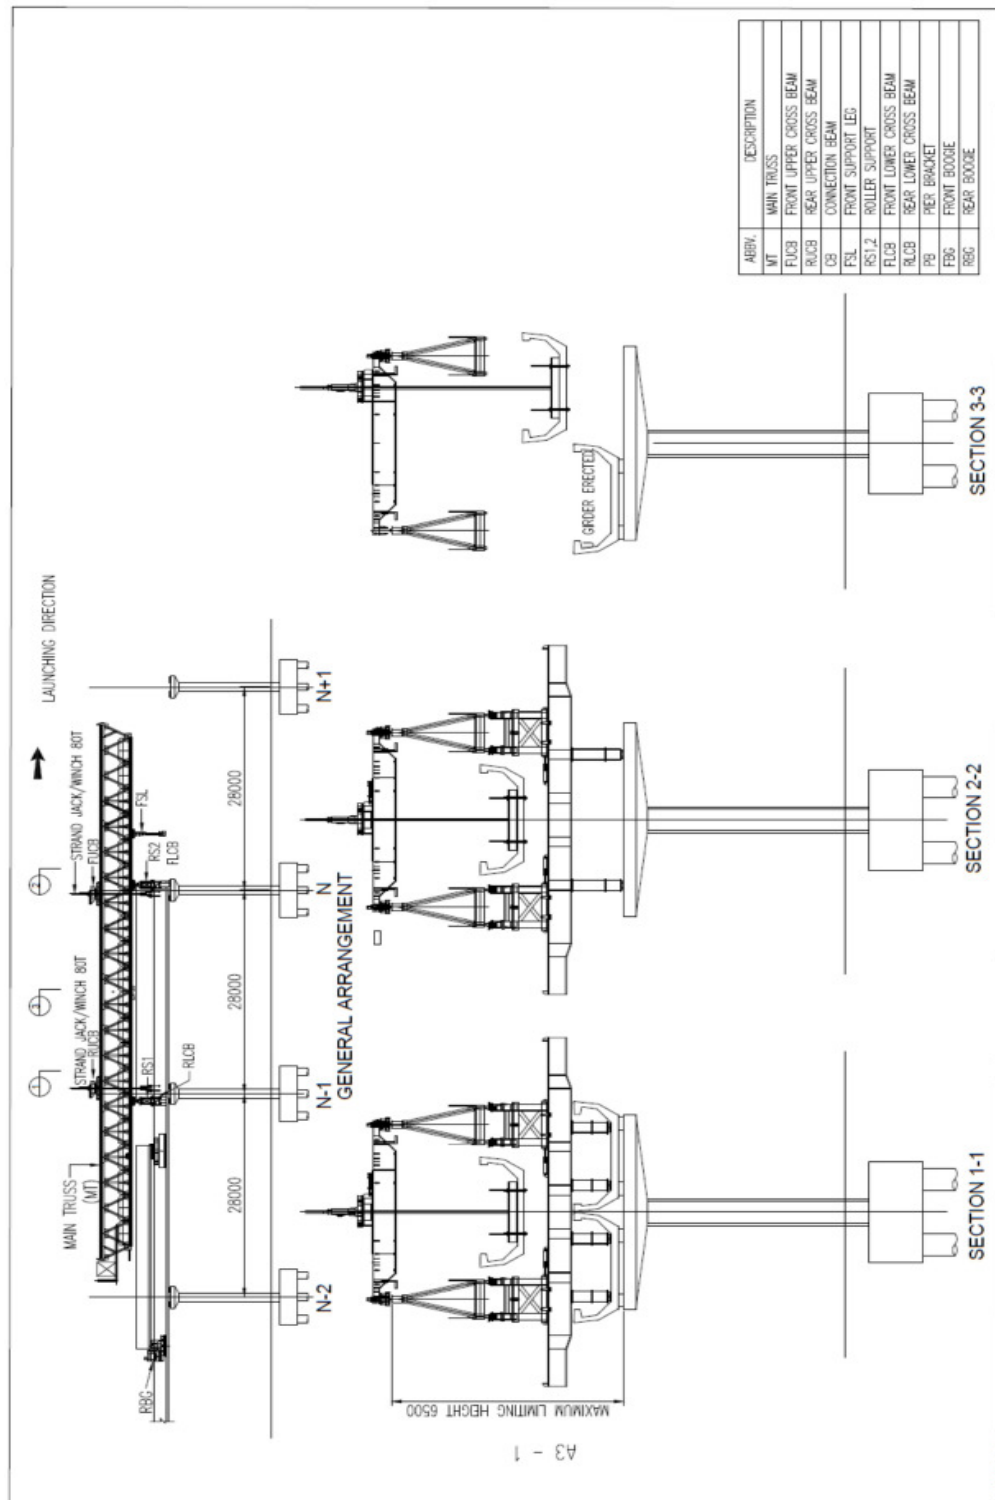 LAUNCHING DIRECTION
2
3
1
STRAND JACK/WINCH 80T
FUCB
STRAND JACK/WINCH 80T
RUCB
MAIN TRUSS
(MT)
FSL
RS2
FLCB
RS1
RLCB
RBG
28000
28000
28000
N-2
N-1
N
N+1
GENERAL ARRANGEMENT
MAXIMUM LIMITING HEIGHT 6500
U GIRDER ERECTED
SECTION 1-1
SECTION 2-2
SECTION 3-3
ABBV. DESCRIPTION
MT MAIN TRUSS
FUCB FRONT UPPER CROSS BEAM
RUCB REAR UPPER CROSS BEAM
CB CONNECTION BEAM
FSL FRONT SUPPORT LEG
RS1,2 ROLLER SUPPORT
FLCB FRONT LOWER CROSS BEAM
RLCB REAR LOWER CROSS BEAM
PB PIER BRACKET
FBG FRONT BOOGIE
RBG REAR BOOGIE
A3 - 1